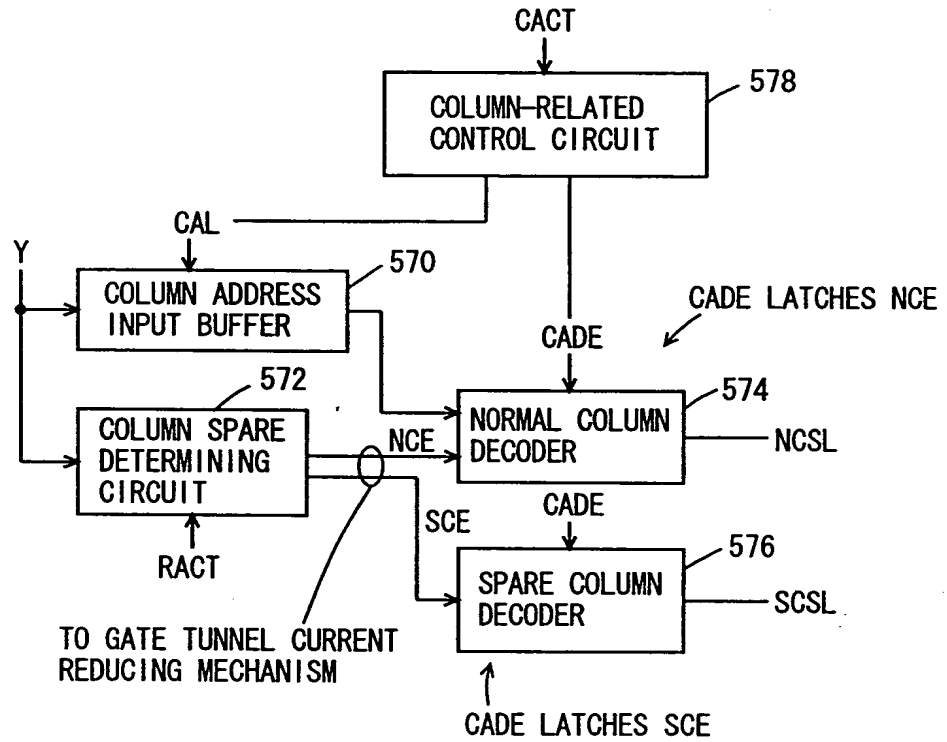 CACT
578
COLUMN-RELATED
CONTROL CIRCUIT
CAL
Y
570
COLUMN ADDRESS
INPUT BUFFER
CADE LATCHES NCE
CADE
572
574
COLUMN SPARE
DETERMINING
CIRCUIT
NCE
NORMAL COLUMN
DECODER
NCSL
CADE
SCE
576
RACT
SPARE COLUMN
DECODER
SCSL
TO GATE TUNNEL CURRENT
REDUCING MECHANISM
CADE LATCHES SCE